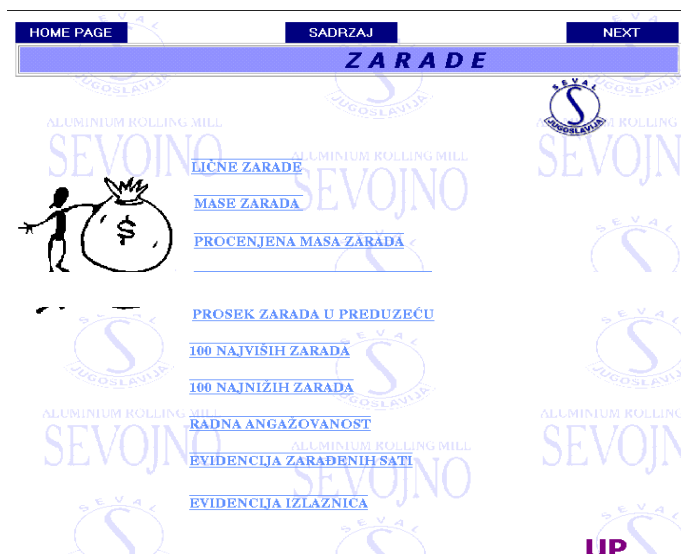 HOME PAGE SADRZAJ NEXT
ZARADE
SEVAL
JUGOSLAVIJA
ALUMINIUM ROLLING MILL
SEVOJNO
LIČNE ZARADE
MASE ZARADA
$
PROCENJENA MASA ZARADA
PROSEK ZARADA U PREDUZEĆU
100 NAJVIŠIH ZARADA
100 NAJNIŽIH ZARADA
RADNA ANGAŽOVANOST
EVIDENCIJA ZARAĐENIH SATI
EVIDENCIJA IZLAZNICA
UP